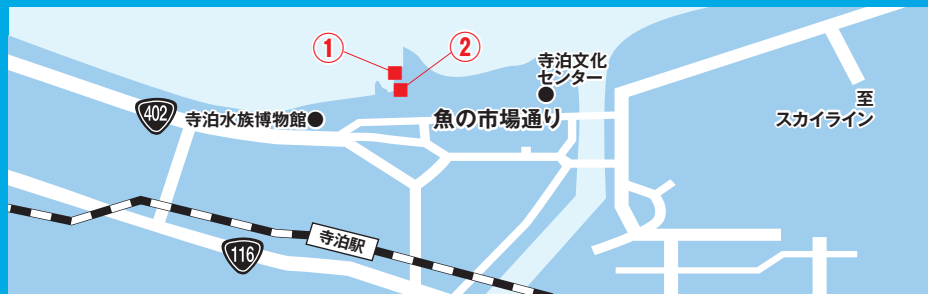 ①
②
寺泊文化
センター
至
スカイライン
402
寺泊水族博物館
魚の市場通り
寺泊駅
116